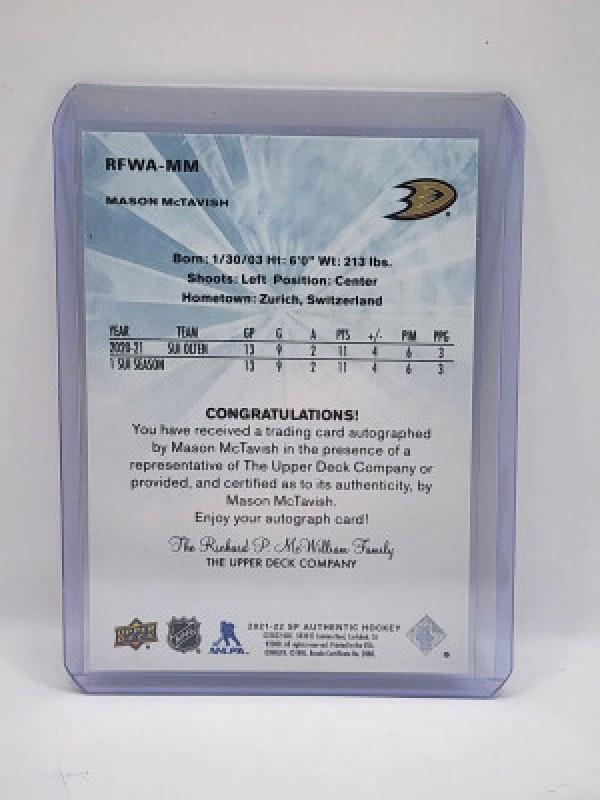 RFWA-MM
MASON McTAVISH
Born: 1/30/03 Ht: 6'0" Wt: 213 lbs.
Shoots: Left Position: Center
Hometown: Zurich, Switzerland
YEAR TEAM GP G A PTS +/- PIM PPG
2020-21 SUI OLTEN 13 9 2 11 4 6 3
1 SUI SEASON 13 9 2 11 4 6 3
CONGRATULATIONS!
You have received a trading card autographed
by Mason McTavish in the presence of a
representative of The Upper Deck Company or
provided, and certified as to its authenticity, by
Mason McTavish.
Enjoy your autograph card!
The Richard P. McWilliam Family
THE UPPER DECK COMPANY
UPPER DECK
NHL
NHLPA
2021-22 SP AUTHENTIC HOCKEY